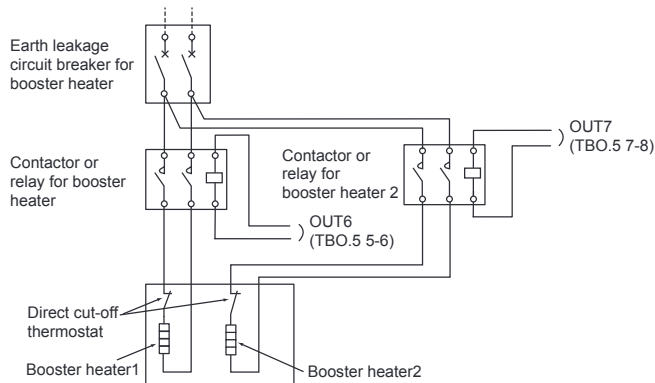 Earth leakage
circuit breaker for
booster heater
Contactor or
relay for booster
heater
Contactor or
relay for
booster heater 2
OUT7
(TBO.5 7-8)
OUT6
(TBO.5 5-6)
Direct cut-off
thermostat
Booster heater1
Booster heater2